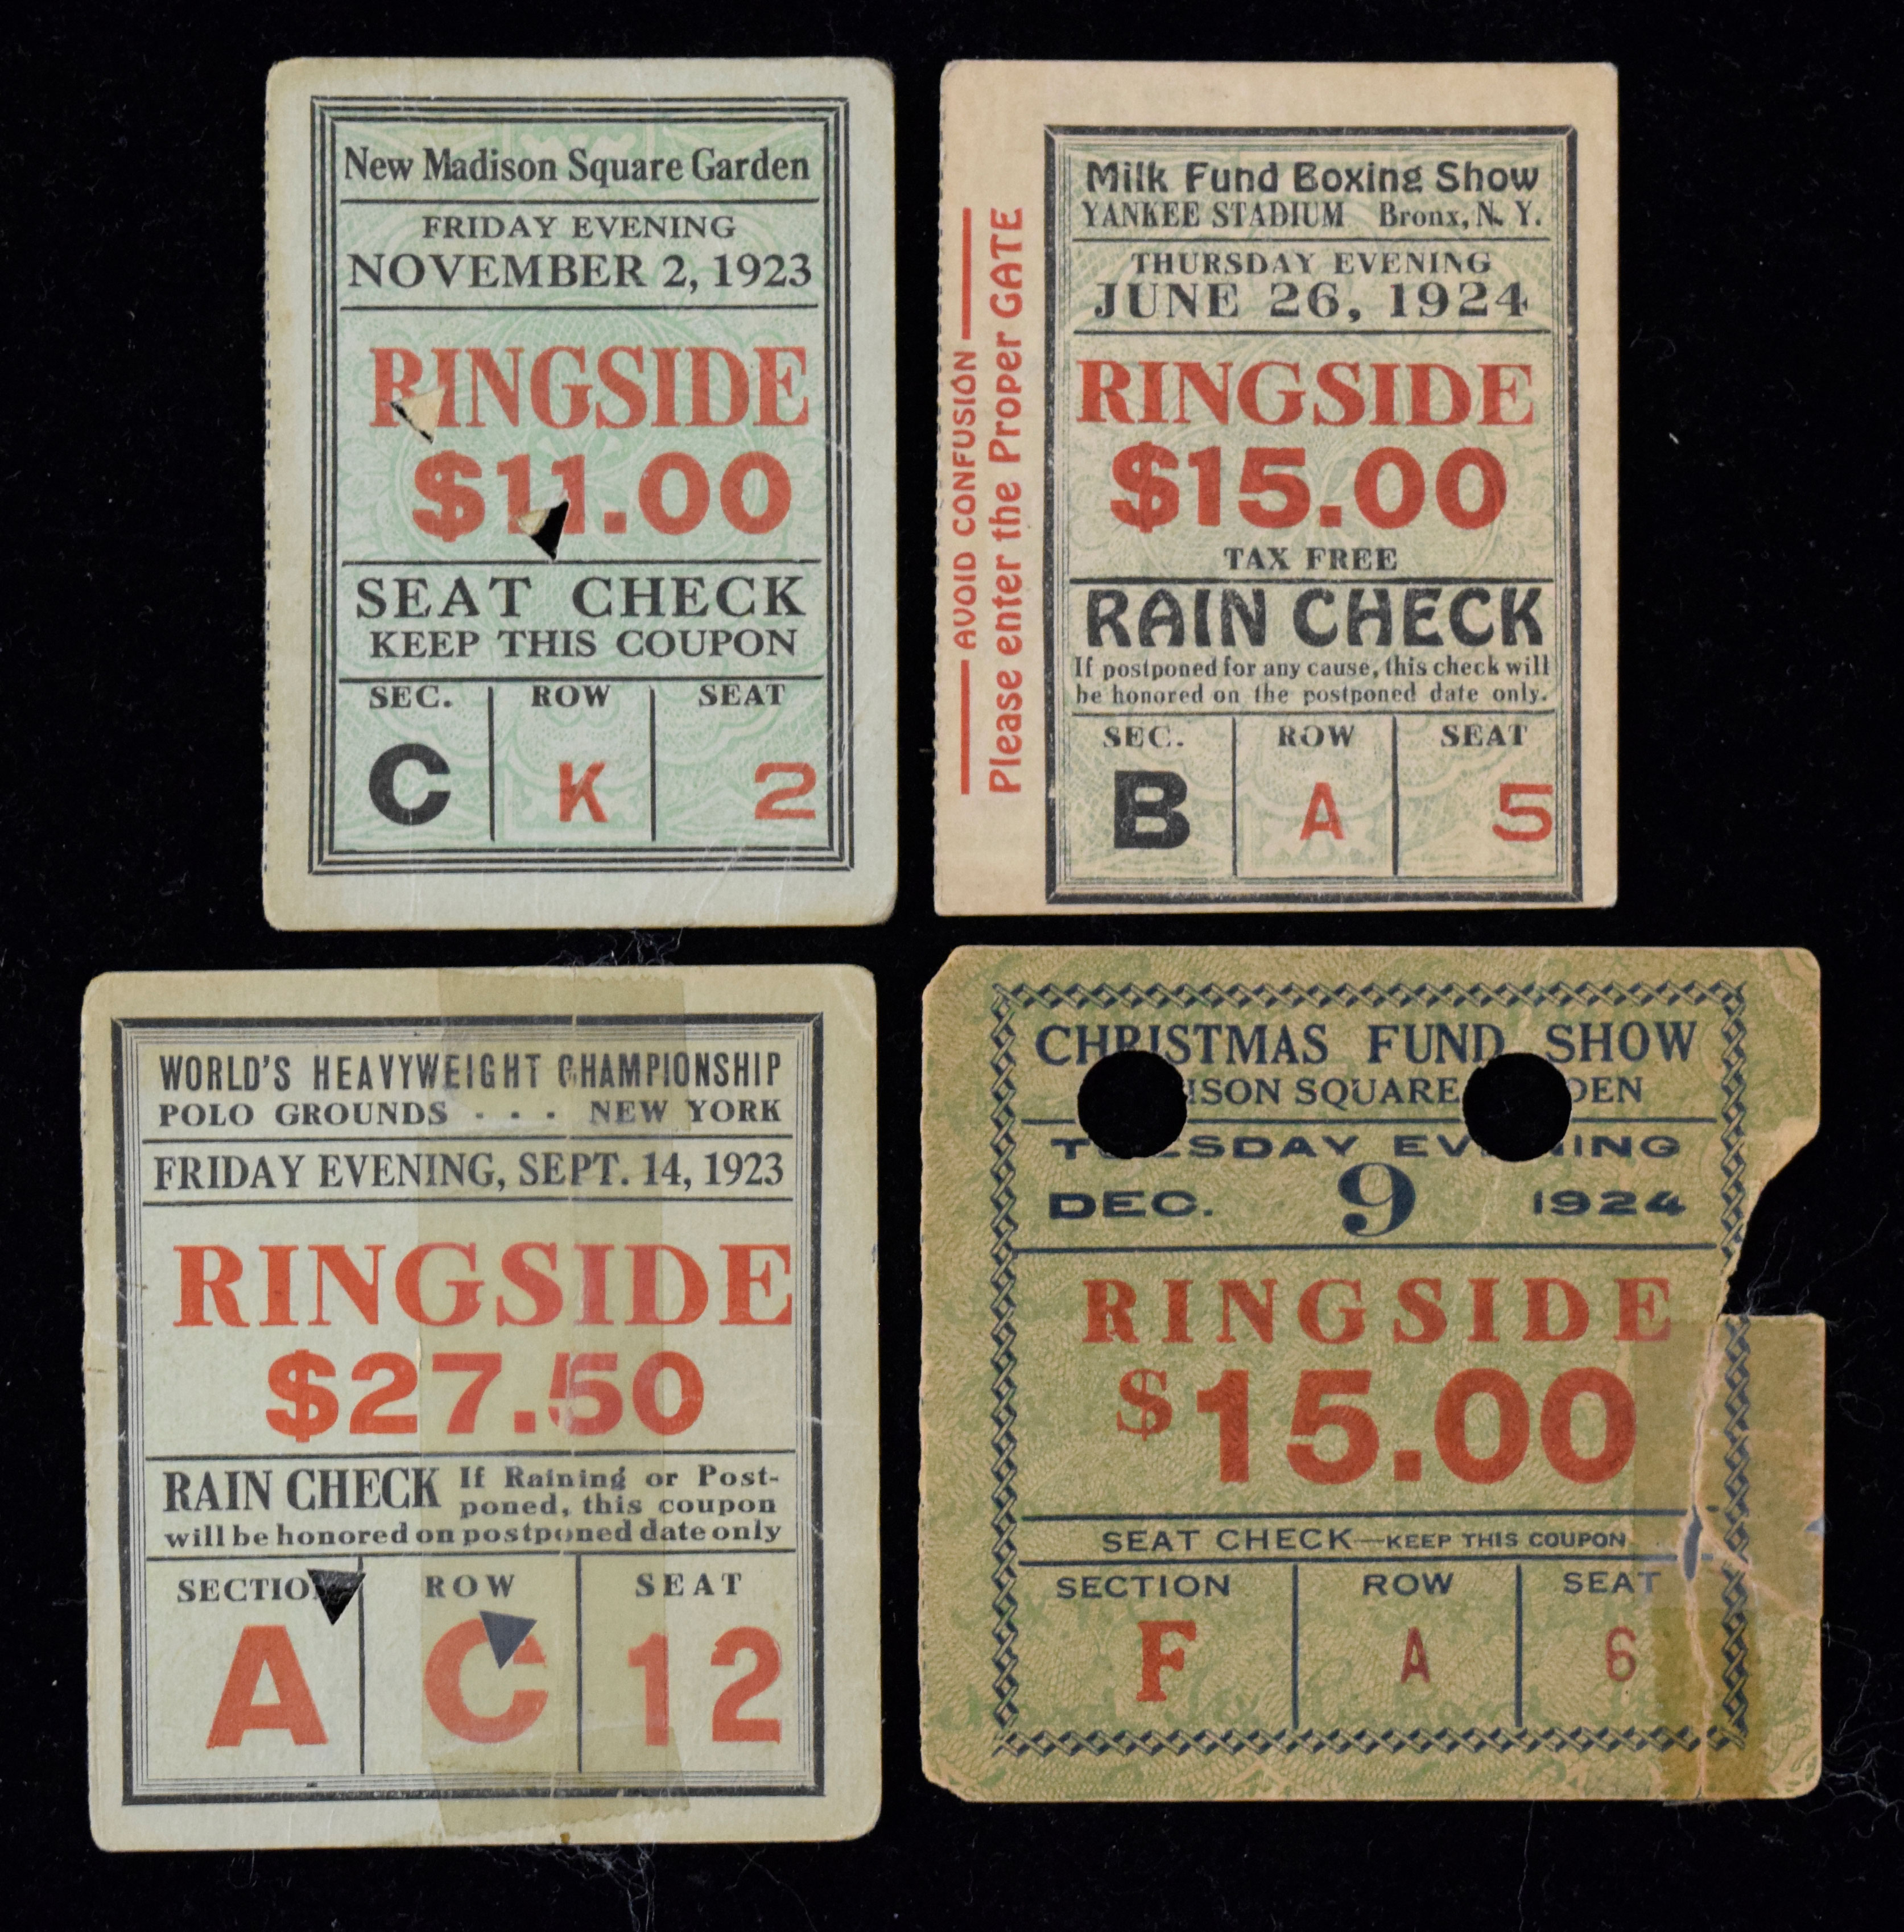 New Madison Square Garden
FRIDAY EVENING
NOVEMBER 2, 1923
RINGSIDE
$11.00
SEAT CHECK
KEEP THIS COUPON
SEC. ROW SEAT
C K 2
AVOID CONFUSION
Please enter the Proper GATE
Milk Fund Boxing Show
YANKEE STADIUM Bronx, N. Y.
THURSDAY EVENING
JUNE 26, 1924
RINGSIDE
$15.00
TAX FREE
RAIN CHECK
If postponed for any cause, this check will
be honored on the postponed date only.
SEC. ROW SEAT
B A 5
WORLD'S HEAVYWEIGHT CHAMPIONSHIP
POLO GROUNDS - - - NEW YORK
FRIDAY EVENING, SEPT. 14, 1923
RINGSIDE
$27.50
RAIN CHECK If Raining or Post-
poned, this coupon
will be honored on postponed date only
SECTION ROW SEAT
A C 12
CHRISTMAS FUND SHOW
ISON SQUARE DEN
TUESDAY EVENING
DEC. 9 1924
RINGSIDE
$15.00
SEAT CHECK—KEEP THIS COUPON
SECTION ROW SEAT
F A 6